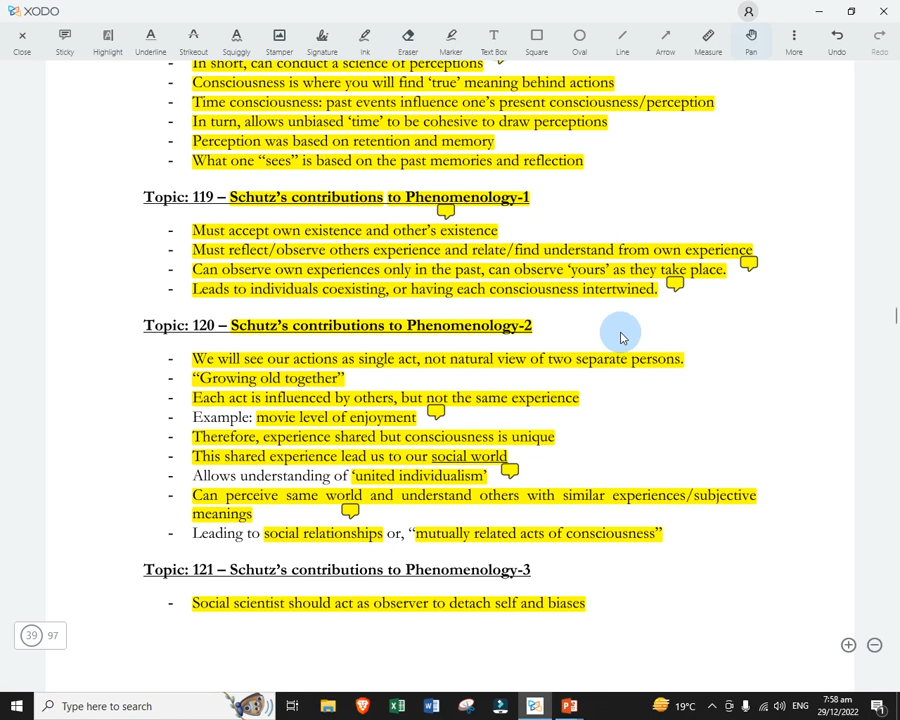 XODO
Close
Sticky
Highlight
Underline
Strikeout
Squiggly
Stamper
Signature
Ink
Eraser
Marker
Text Box
Square
Oval
Line
Arrow
Measure
Pan
More
Undo
Redo
- In short, can conduct a science of perceptions
- Consciousness is where you will find ‘true’ meaning behind actions
- Time consciousness: past events influence one’s present consciousness/perception
- In turn, allows unbiased ‘time’ to be cohesive to draw perceptions
- Perception was based on retention and memory
- What one “sees” is based on the past memories and reflection
Topic: 119 – Schutz’s contributions to Phenomenology-1
- Must accept own existence and other’s existence
- Must reflect/observe others experience and relate/find understand from own experience
- Can observe own experiences only in the past, can observe ‘yours’ as they take place.
- Leads to individuals coexisting, or having each consciousness intertwined.
Topic: 120 – Schutz’s contributions to Phenomenology-2
- We will see our actions as single act, not natural view of two separate persons.
- “Growing old together”
- Each act is influenced by others, but not the same experience
- Example: movie level of enjoyment
- Therefore, experience shared but consciousness is unique
- This shared experience lead us to our social world
- Allows understanding of ‘united individualism’
- Can perceive same world and understand others with similar experiences/subjective
meanings
- Leading to social relationships or, “mutually related acts of consciousness”
Topic: 121 – Schutz’s contributions to Phenomenology-3
- Social scientist should act as observer to detach self and biases
39 97
Type here to search
19°C
ENG
7:58 am
29/12/2022
1